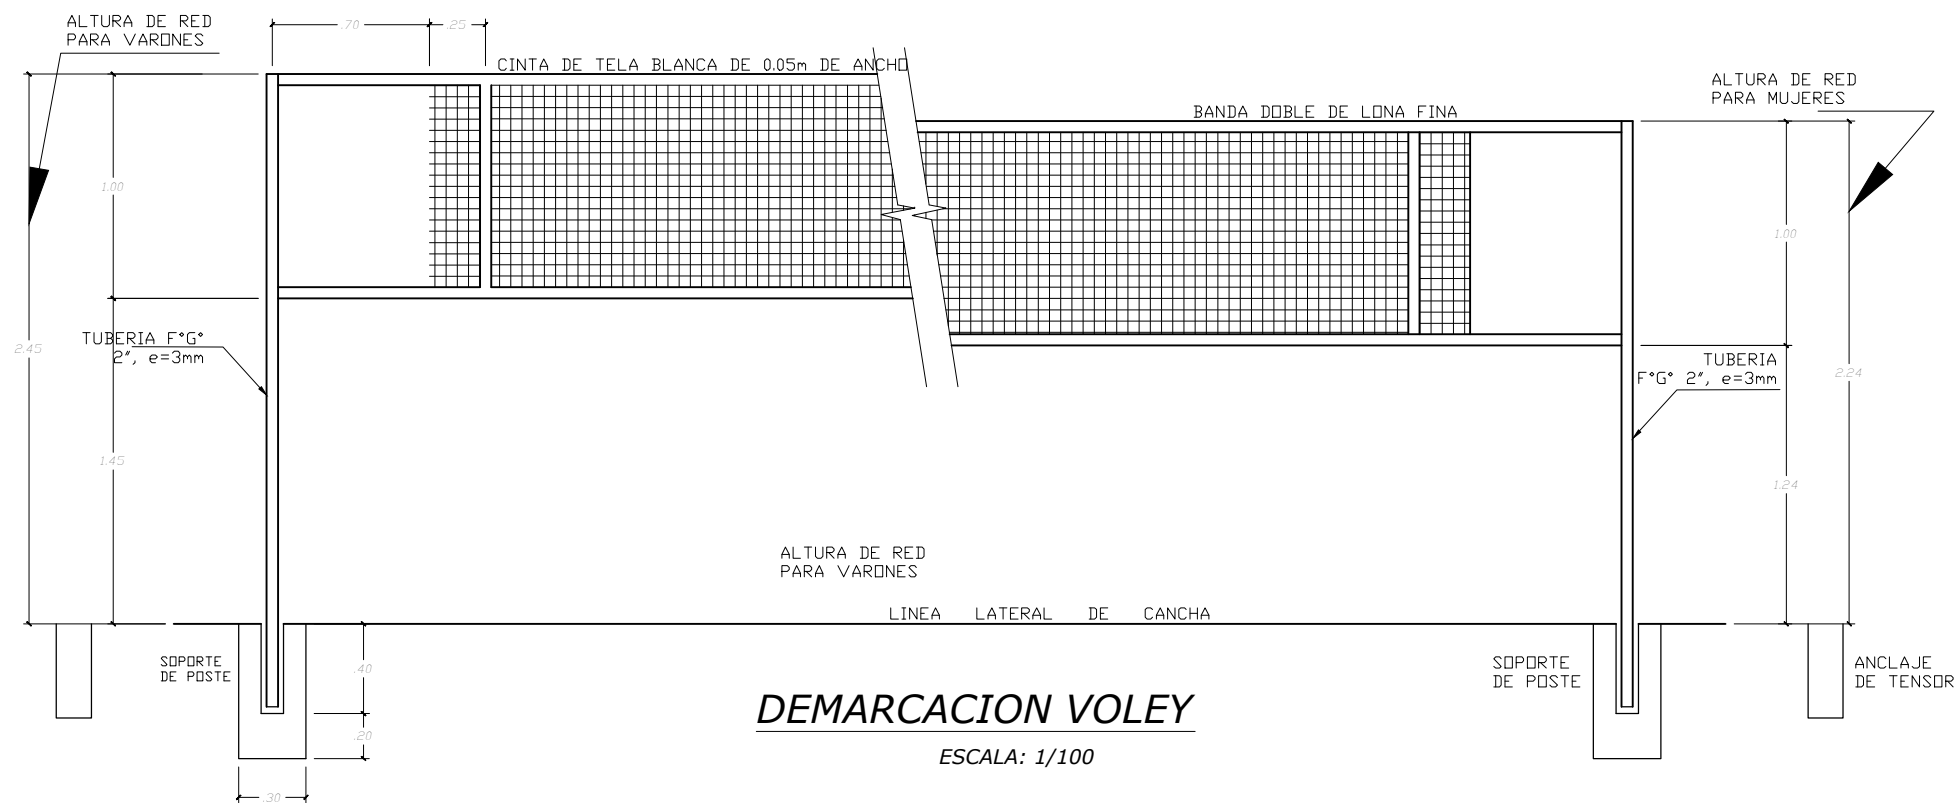 ALTURA DE RED
PARA VARONES
.70
.25
CINTA DE TELA BLANCA DE 0.05m DE ANCHO
ALTURA DE RED
PARA MUJERES
BANDA DOBLE DE LONA FINA
1.00
1.00
TUBERIA F°G°
2", e=3mm
2.45
TUBERIA
F°G° 2", e=3mm
2.24
1.45
1.24
ALTURA DE RED
PARA VARONES
LINEA LATERAL DE CANCHA
SOPORTE
DE POSTE
.40
SOPORTE
DE POSTE
ANCLAJE
DE TENSOR
.20
DEMARCACION VOLEY
ESCALA: 1/100
.30